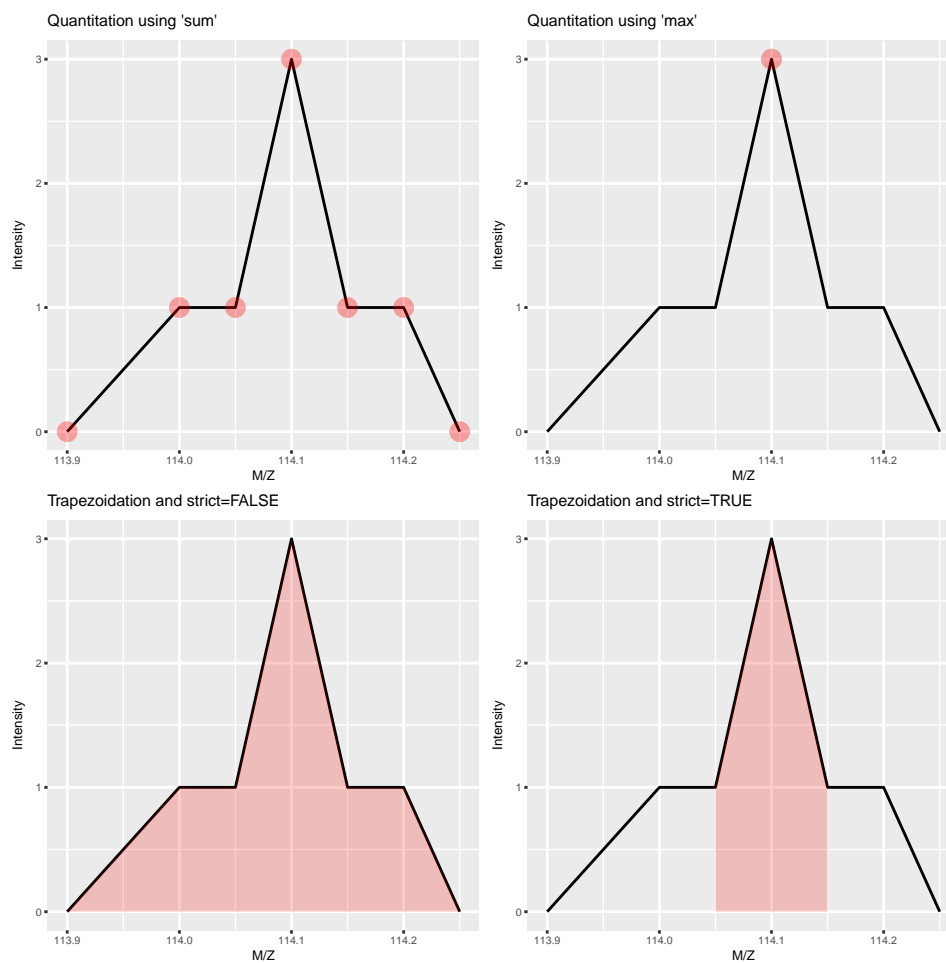 Quantitation using 'sum'
3
2
1
0
Intensity
113.9 114.0 114.1 114.2
M/Z
Quantitation using 'max'
3
2
1
0
Intensity
113.9 114.0 114.1 114.2
M/Z
Trapezoidation and strict=FALSE
3
2
1
0
Intensity
113.9 114.0 114.1 114.2
M/Z
Trapezoidation and strict=TRUE
3
2
1
0
Intensity
113.9 114.0 114.1 114.2
M/Z